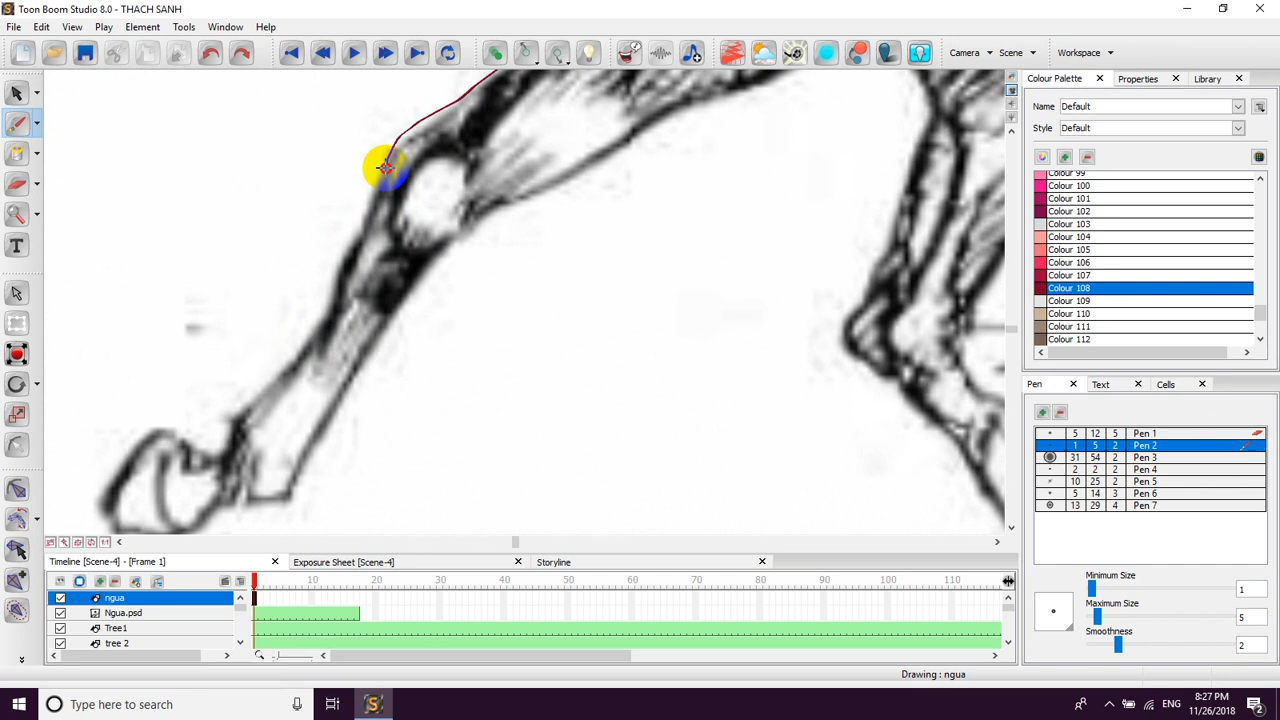 Toon Boom Studio 8.0 - THACH SANH
File Edit View Play Element Tools Window Help
Camera Scene Workspace
Colour Palette Properties Library
Name Default
Style Default
Colour 99
Colour 100
Colour 101
Colour 102
Colour 103
Colour 104
Colour 105
Colour 106
Colour 107
Colour 108
Colour 109
Colour 110
Colour 111
Colour 112
Pen Text Cells
5 12 5 Pen 1
1 5 2 Pen 2
31 54 2 Pen 3
2 2 2 Pen 4
10 25 2 Pen 5
5 14 3 Pen 6
13 29 4 Pen 7
Minimum Size
1
Maximum Size
5
Smoothness
2
Timeline [Scene-4] - [Frame 1] Exposure Sheet [Scene-4] Storyline
10 20 30 40 50 60 70 80 90 100 110
ngua
Ngua.psd
Tree1
tree 2
Drawing : ngua
Type here to search
ENG
8:27 PM
11/26/2018
2